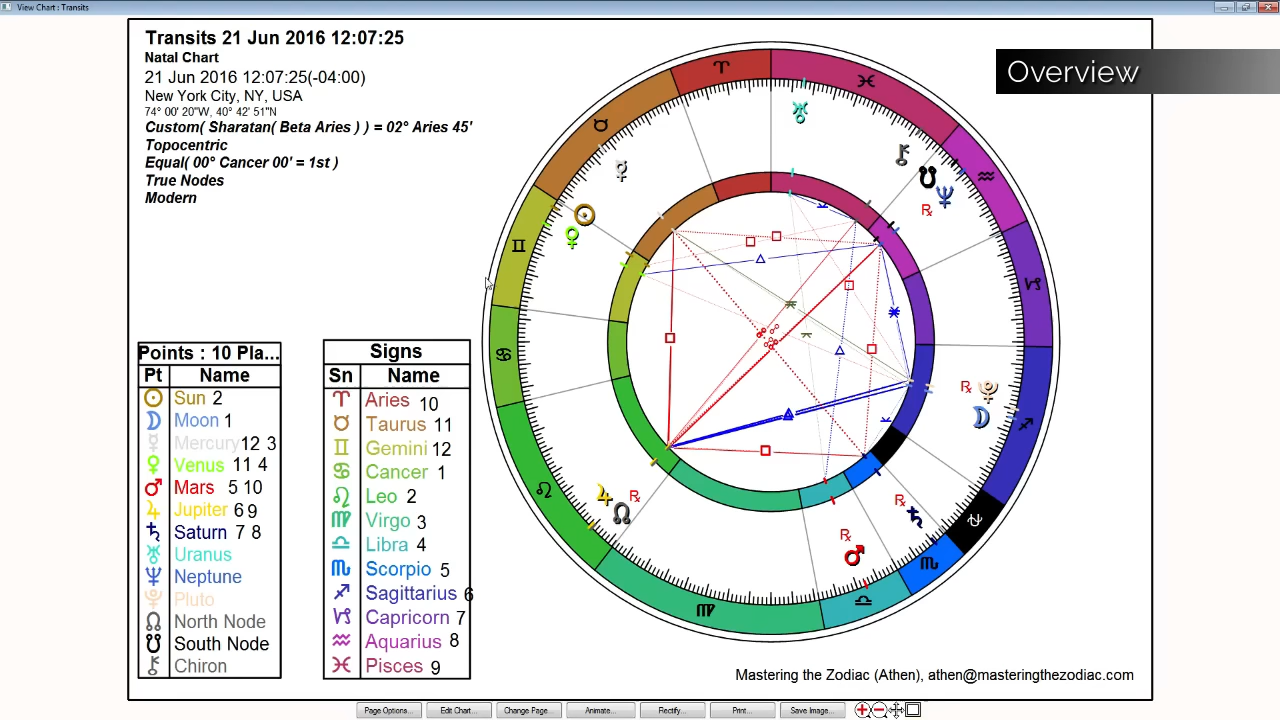 View Chart : Transits
Transits 21 Jun 2016 12:07:25
Natal Chart
21 Jun 2016 12:07:25(-04:00)
New York City, NY, USA
74° 00' 20"W, 40° 42' 51"N
Custom( Sharatan( Beta Aries ) ) = 02° Aries 45'
Topocentric
Equal( 00° Cancer 00' = 1st )
True Nodes
Modern
Overview
Points : 10 Pla...
Pt Name
☉ Sun 2
☽ Moon 1
☿ Mercury 12 3
♀ Venus 11 4
♂ Mars 5 10
♃ Jupiter 6 9
♄ Saturn 7 8
♅ Uranus
♆ Neptune
Pluto
☊ North Node
☋ South Node
⚷ Chiron
Signs
Sn Name
♈ Aries 10
♉ Taurus 11
♊ Gemini 12
♋ Cancer 1
♌ Leo 2
♍ Virgo 3
♎ Libra 4
♏ Scorpio 5
♐ Sagittarius 6
♑ Capricorn 7
♒ Aquarius 8
♓ Pisces 9
℞
℞
℞
℞
℞
Mastering the Zodiac (Athen), athen@masteringthezodiac.com
Page Options... Edit Chart... Change Page... Animate... Rectify... Print... Save Image...